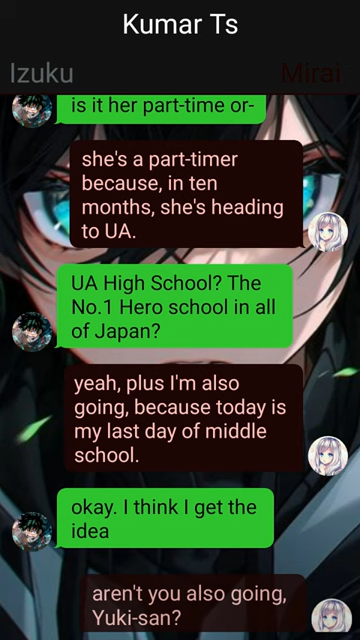 Kumar Ts
Izuku
Mirai
is it her part-time or-
she's a part-timer
because, in ten
months, she's heading
to UA.
UA High School? The
No.1 Hero school in all
of Japan?
yeah, plus I'm also
going, because today is
my last day of middle
school.
okay. I think I get the
idea
aren't you also going,
Yuki-san?